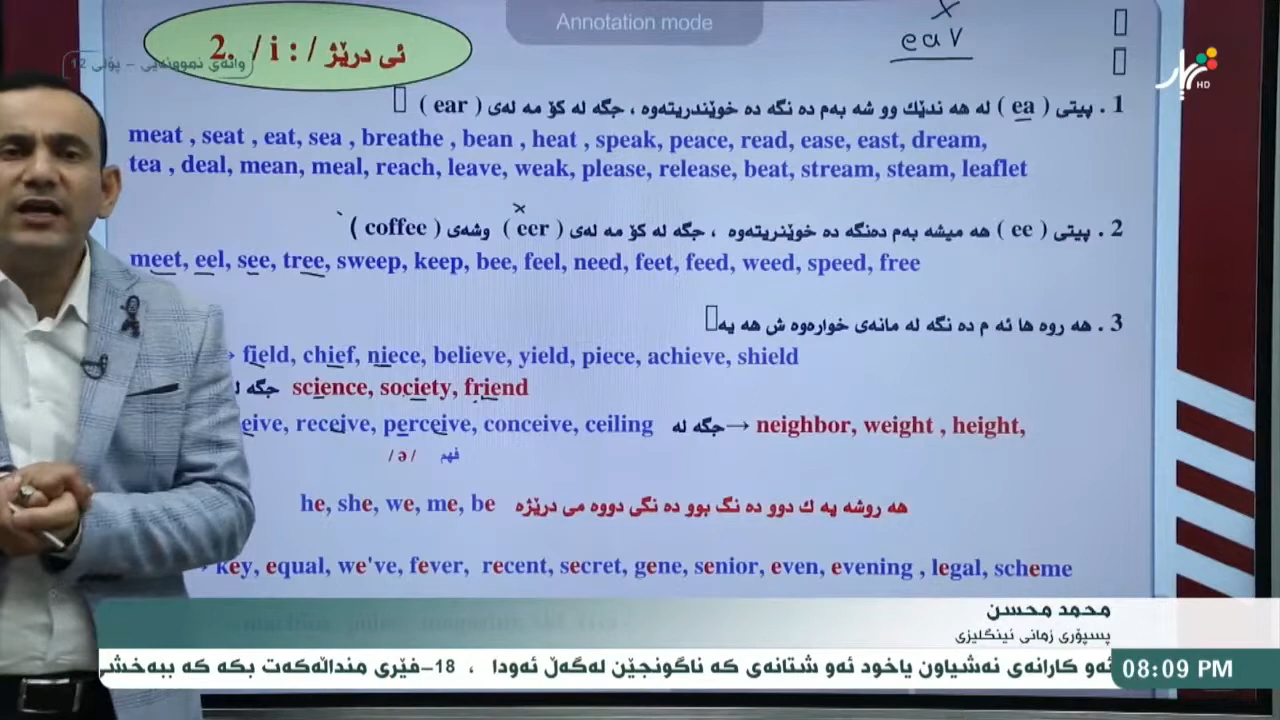 Annotation mode
2. / i : / ئی درێژ
وانەی نموونەیی - پۆلی 12
HD
1 . پیتی ( ea ) لە هە ندێك وو شە بەم دە نگە دە خوێندریتەوە ، جگە لە كۆ مە لەی ( ear )
meat , seat , eat, sea , breathe , bean , heat , speak, peace, read, ease, east, dream,
tea , deal, mean, meal, reach, leave, weak, please, release, beat, stream, steam, leaflet
2 . پیتی ( ee ) هە میشە بەم دەنگە دە خوێنریتەوە ، جگە لە كۆ مە لەی ( eer ) وشەی ( coffee )
meet, eel, see, tree, sweep, keep, bee, feel, need, feet, feed, weed, speed, free
3 . هە روە ها ئە م دە نگە لە مانەی خوارەوە ش هە یە
field, chief, niece, believe, yield, piece, achieve, shield
جگە science, society, friend
eive, receive, perceive, conceive, ceiling جگە لە → neighbor, weight , height,
/ ə / فهم
he, she, we, me, be هە روشە یە ك دوو دە نگ بوو دە نگی دووە می درێژە
key, equal, we've, fever, recent, secret, gene, senior, even, evening , legal, scheme
محمد محسن
پسپۆری زمانی ئینگلیزی
ئەو کارانەی نەشیاون یاخود ئەو شتانەی کە ناگونجێن لەگەڵ ئەودا ، 18-فێری منداڵەکەت بکە کە ببەخشی
08:09 PM